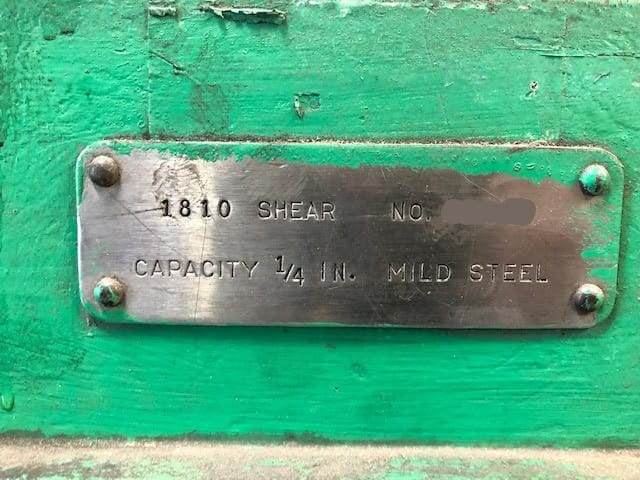 1810 SHEAR NO.
CAPACITY 1/4 IN. MILD STEEL